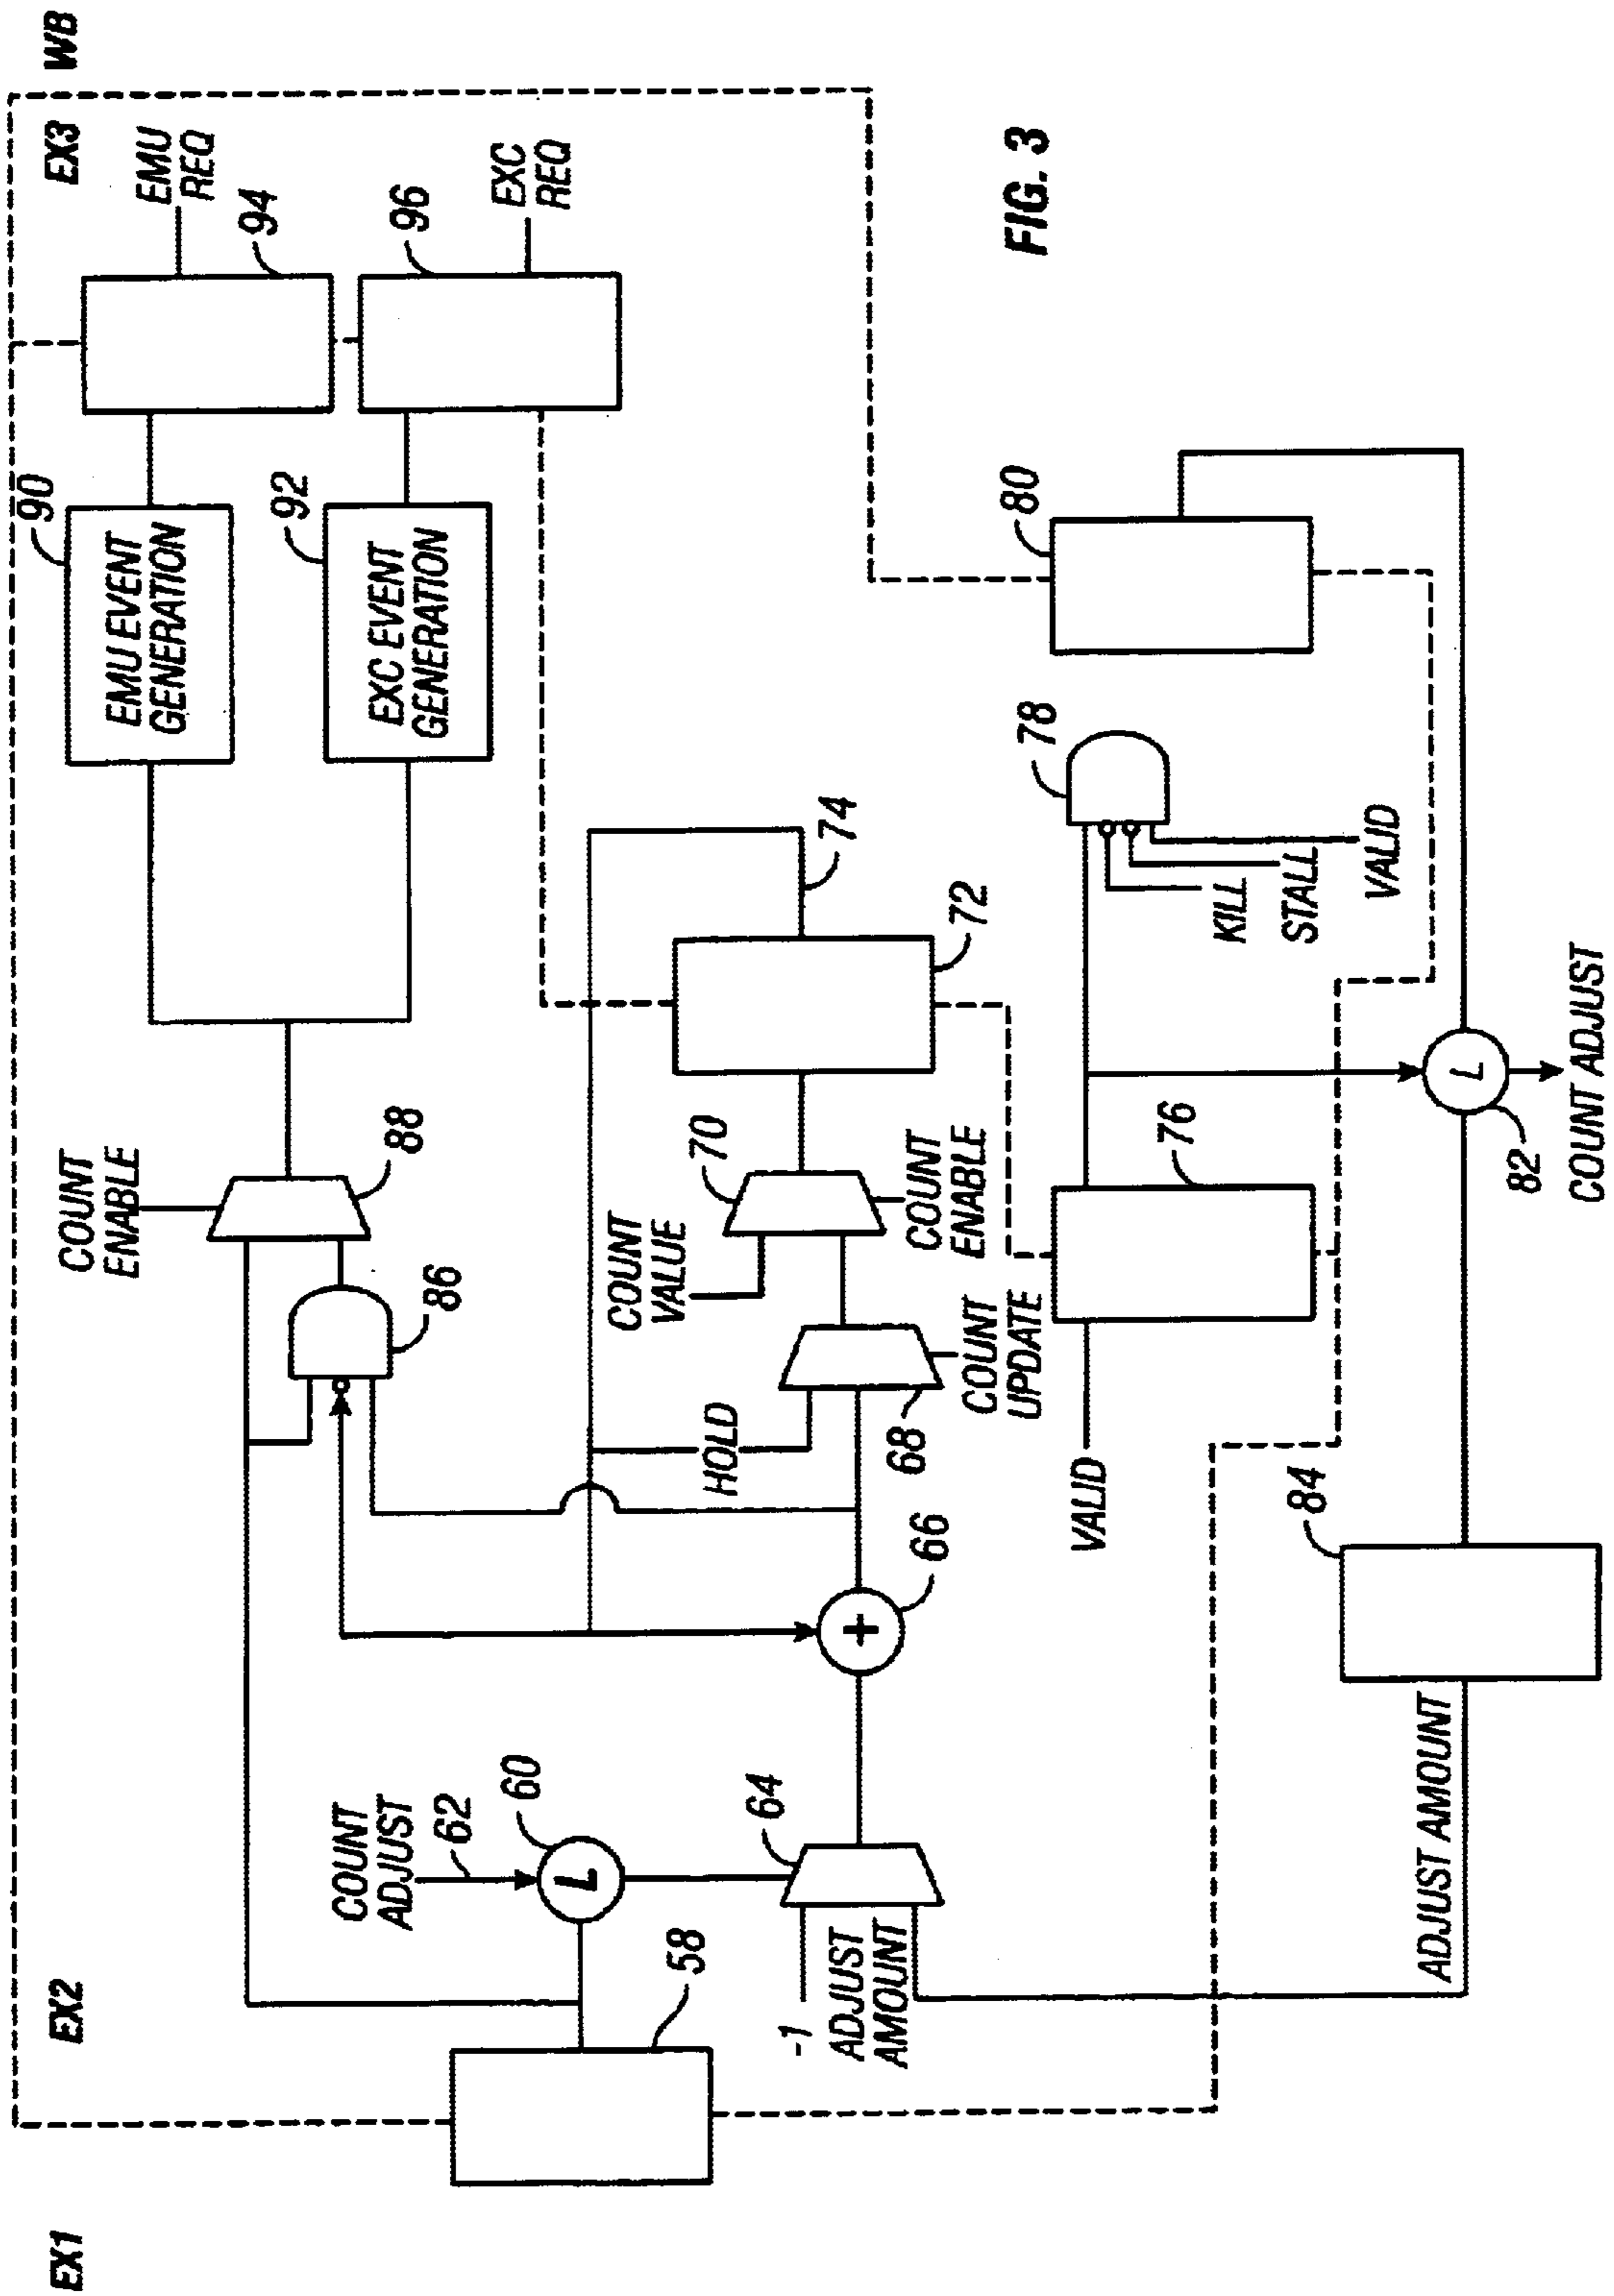 EX1
EX2
EX3
WB
COUNT
ENABLE
88
90
EMU EVENT
GENERATION
EMU
REQ
94
86
92
EXC EVENT
GENERATION
96
EXC
REQ
COUNT
ADJUST
62
60
L
58
HOLD
COUNT
VALUE
70
74
72
COUNT
ENABLE
-1
ADJUST
AMOUNT
64
+
66
68
COUNT
UPDATE
VALID
76
78
KILL
STALL
VALID
80
FIG. 3
ADJUST AMOUNT
84
82
L
COUNT ADJUST